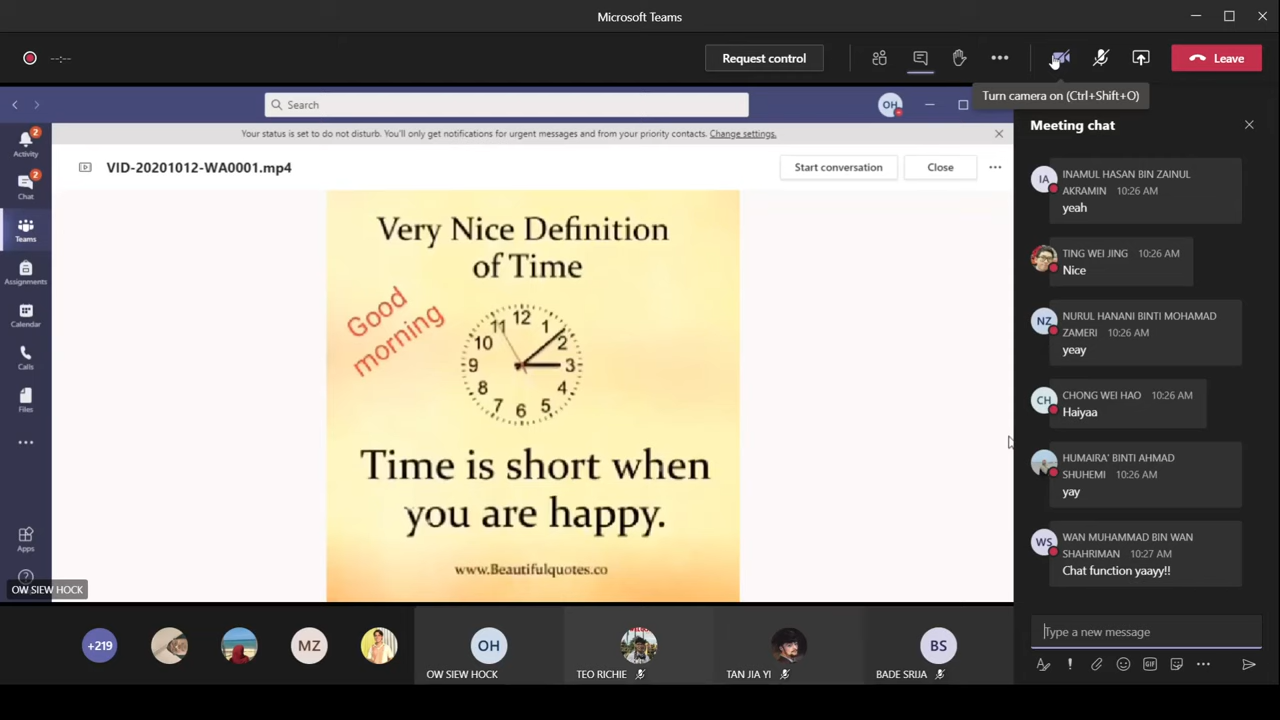 Microsoft Teams
--:--
Request control
Leave
Turn camera on (Ctrl+Shift+O)
Search
OH
Your status is set to do not disturb. You'll only get notifications for urgent messages and from your priority contacts. Change settings.
VID-20201012-WA0001.mp4
Start conversation
Close
2
Activity
2
Chat
Teams
Assignments
Calendar
Calls
Files
Apps
Very Nice Definition
of Time
Good
morning
12
1
2
3
4
5
6
7
8
9
10
11
Time is short when
you are happy.
www.Beautifulquotes.co
OW SIEW HOCK
Meeting chat
IA
INAMUL HASAN BIN ZAINUL
AKRAMIN 10:26 AM
yeah
TING WEI JING 10:26 AM
Nice
NZ
NURUL HANANI BINTI MOHAMAD
ZAMERI 10:26 AM
yeay
CH
CHONG WEI HAO 10:26 AM
Haiyaa
HUMAIRA' BINTI AHMAD
SHUHEMI 10:26 AM
yay
WS
WAN MUHAMMAD BIN WAN
SHAHRIMAN 10:27 AM
Chat function yaayy!!
Type a new message
GIF
+219
MZ
OH
OW SIEW HOCK
TEO RICHIE
TAN JIA YI
BS
BADE SRIJA